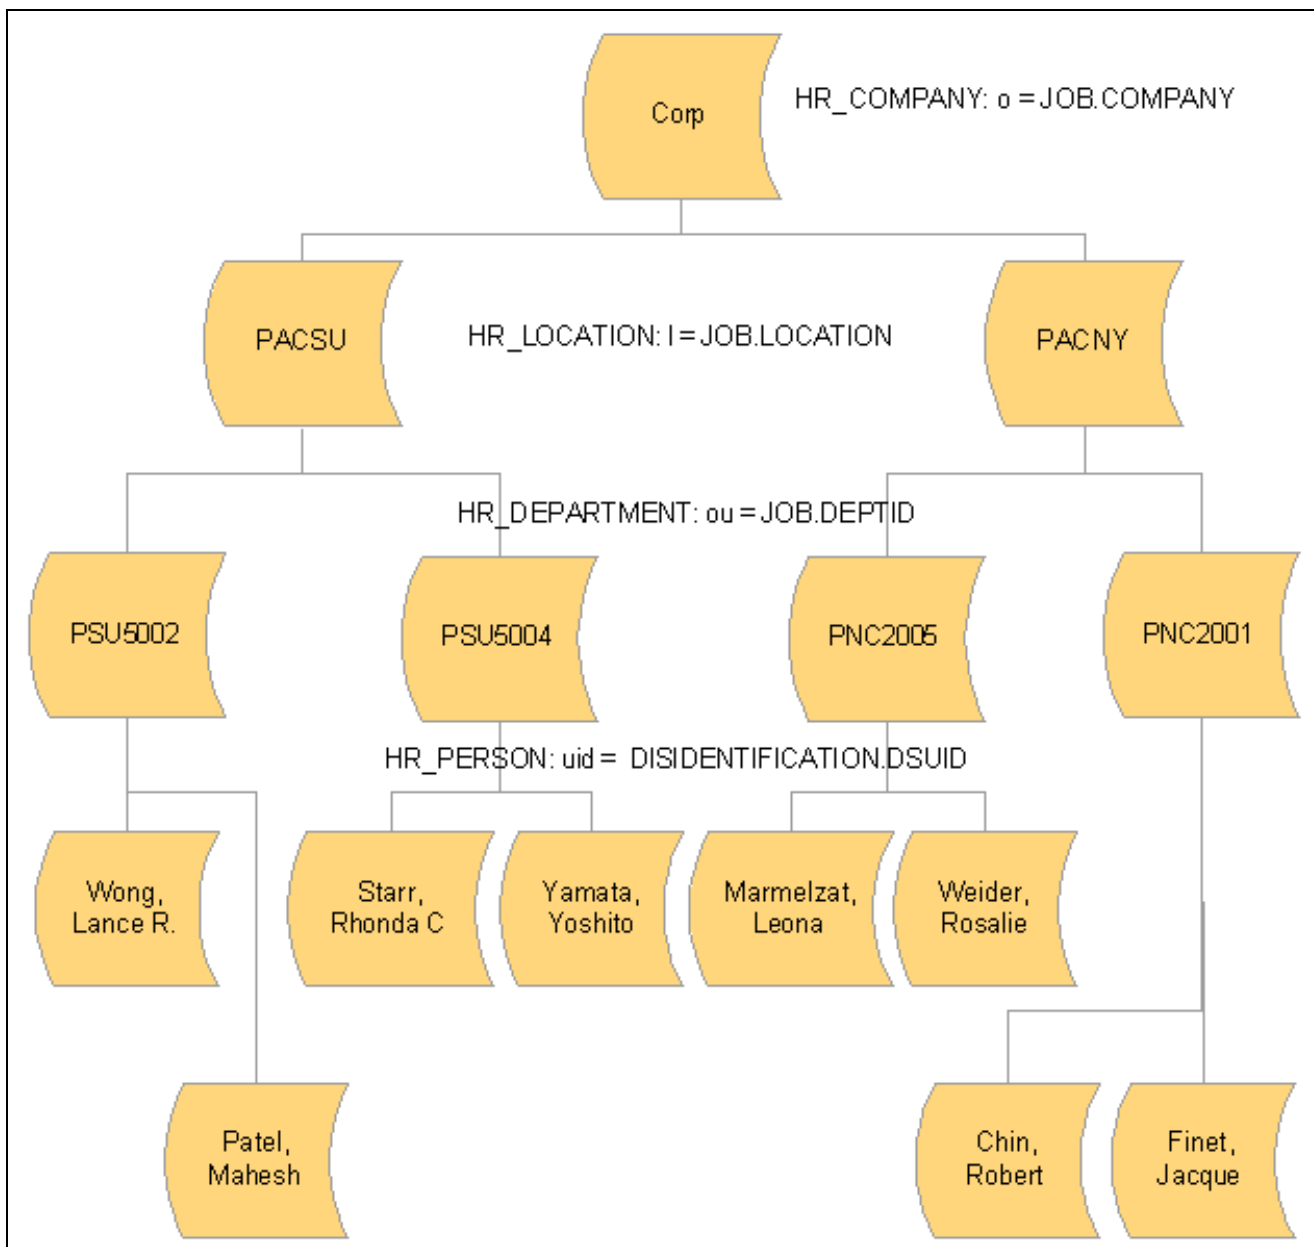 Corp
HR_COMPANY: o = JOB.COMPANY
PACSU
HR_LOCATION: l = JOB.LOCATION
PACNY
HR_DEPARTMENT: ou = JOB.DEPTID
PSU5002
PSU5004
PNC2005
PNC2001
HR_PERSON: uid = DISIDENTIFICATION.DSUID
Wong,
Lance R.
Starr,
Rhonda C
Yamata,
Yoshito
Marmelzat,
Leona
Weider,
Rosalie
Patel,
Mahesh
Chin,
Robert
Finet,
Jacque